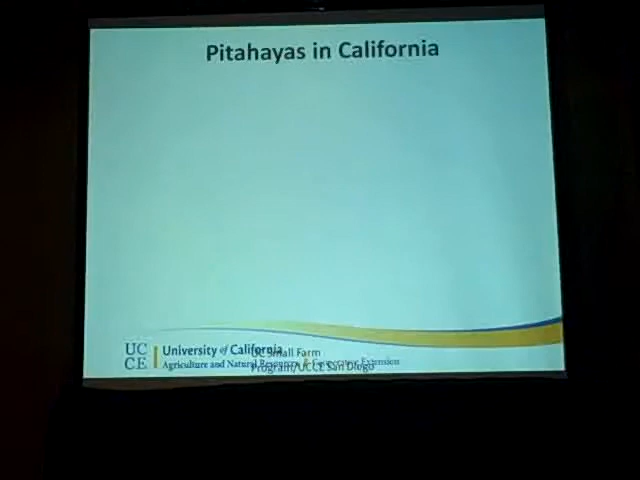 Pitahayas in California
UC
CE
University of California
Agriculture and Natural Resources & Cooperative Extension
UC Small Farm
Program/UCCE San Diego